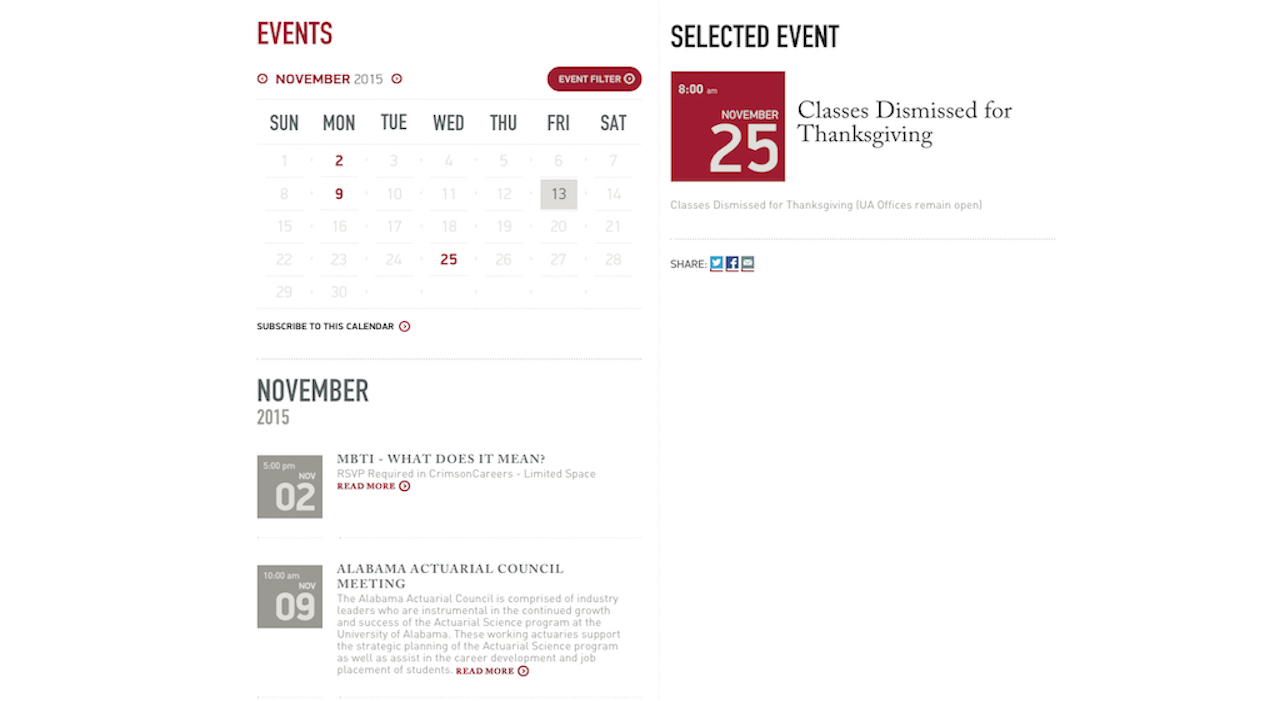 EVENTS
NOVEMBER 2015
EVENT FILTER
SUN MON TUE WED THU FRI SAT
1 2 3 4 5 6 7
8 9 10 11 12 13 14
15 16 17 18 19 20 21
22 23 24 25 26 27 28
29 30
SUBSCRIBE TO THIS CALENDAR
NOVEMBER
2015
5:00 pm
NOV
02
MBTI - WHAT DOES IT MEAN?
RSVP Required in CrimsonCareers - Limited Space
READ MORE
10:00 am
NOV
09
ALABAMA ACTUARIAL COUNCIL
MEETING
The Alabama Actuarial Council is comprised of industry
leaders who are instrumental in the continued growth
and success of the Actuarial Science program at the
University of Alabama. These working actuaries support
the strategic planning of the Actuarial Science program
as well as assist in the career development and job
placement of students. READ MORE
SELECTED EVENT
8:00 am
NOVEMBER
25
Classes Dismissed for
Thanksgiving
Classes Dismissed for Thanksgiving (UA Offices remain open)
SHARE: